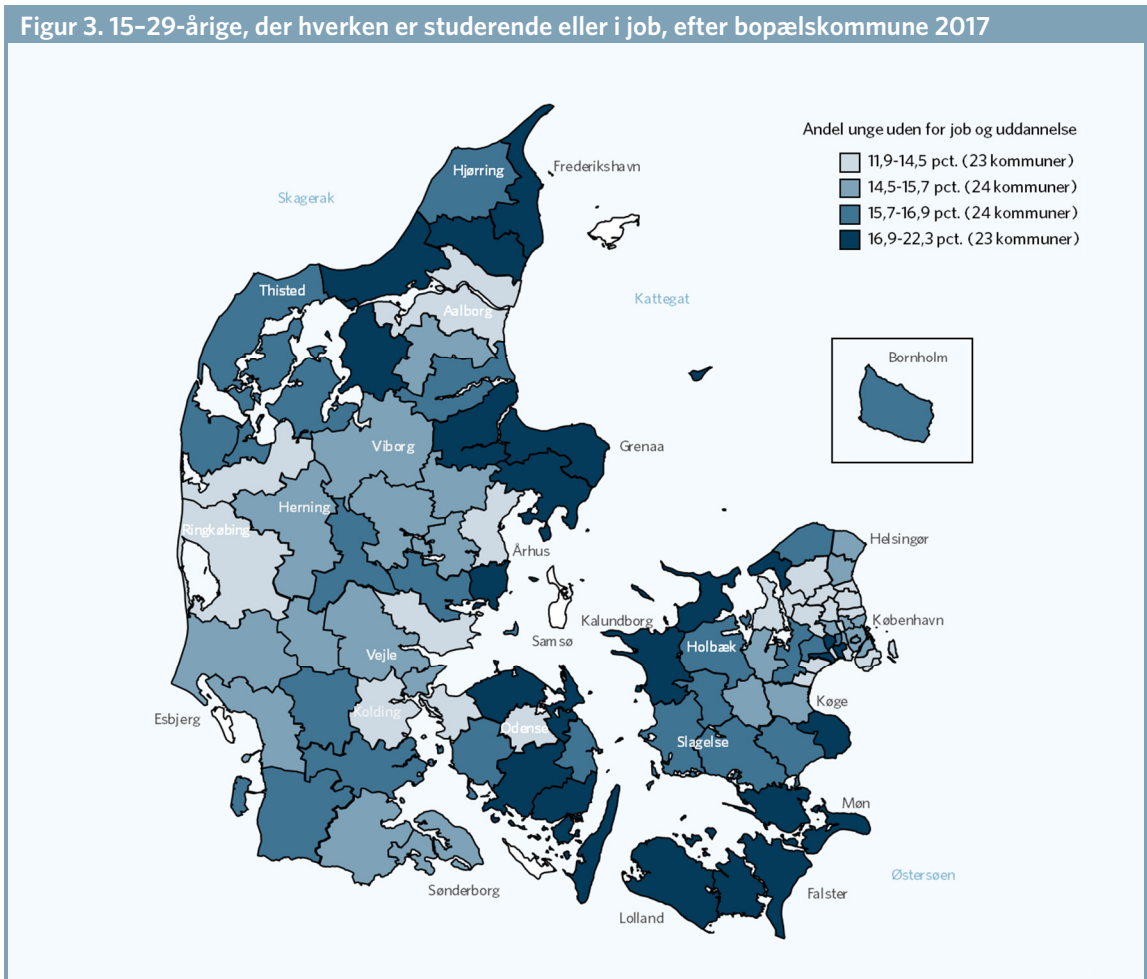 Figur 3. 15–29-årige, der hverken er studerende eller i job, efter bopælskommune 2017
Andel unge uden for job og uddannelse
11,9-14,5 pct. (23 kommuner)
14,5-15,7 pct. (24 kommuner)
15,7-16,9 pct. (24 kommuner)
16,9-22,3 pct. (23 kommuner)
Hjørring
Frederikshavn
Skagerak
Thisted
Kattegat
Aalborg
Bornholm
Viborg
Grenaa
Herning
Ringkøbing
Århus
Helsingør
Samsø
Kalundborg
København
Holbæk
Vejle
Køge
Esbjerg
Kolding
Odense
Slagelse
Møn
Østersøen
Sønderborg
Falster
Lolland